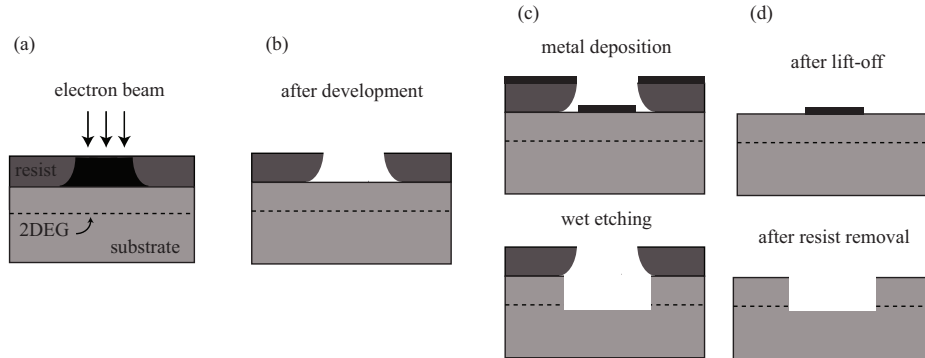 (a)
electron beam
resist
2DEG
substrate
(b)
after development
(c)
metal deposition
wet etching
(d)
after lift-off
after resist removal